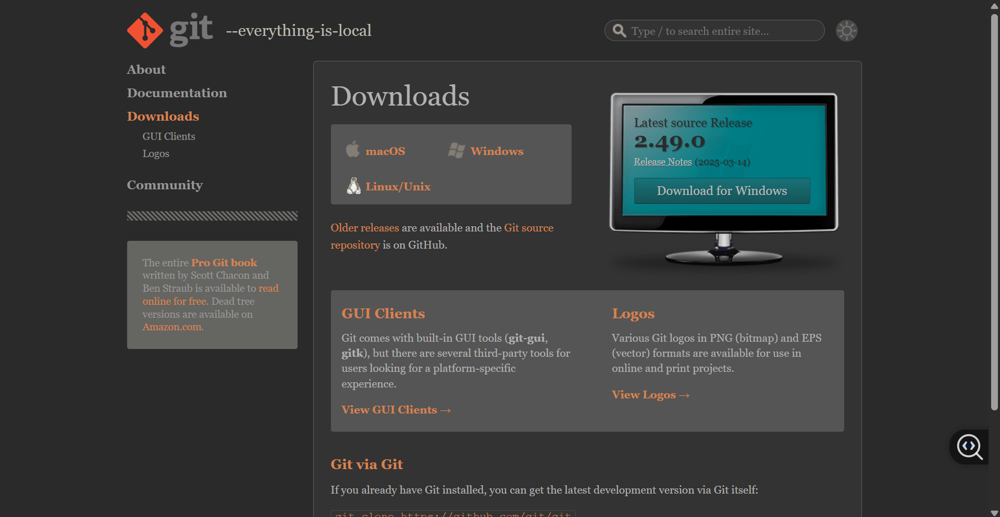 git --everything-is-local
Type / to search entire site...
About
Documentation
Downloads
GUI Clients
Logos
Community
The entire Pro Git book
written by Scott Chacon and
Ben Straub is available to read
online for free. Dead tree
versions are available on
Amazon.com.
Downloads
macOS
Windows
Linux/Unix
Older releases are available and the Git source
repository is on GitHub.
Latest source Release
2.49.0
Release Notes (2025-03-14)
Download for Windows
GUI Clients
Git comes with built-in GUI tools (git-gui,
gitk), but there are several third-party tools for
users looking for a platform-specific
experience.
View GUI Clients →
Logos
Various Git logos in PNG (bitmap) and EPS
(vector) formats are available for use in
online and print projects.
View Logos →
Git via Git
If you already have Git installed, you can get the latest development version via Git itself:
git clone https://github.com/git/git